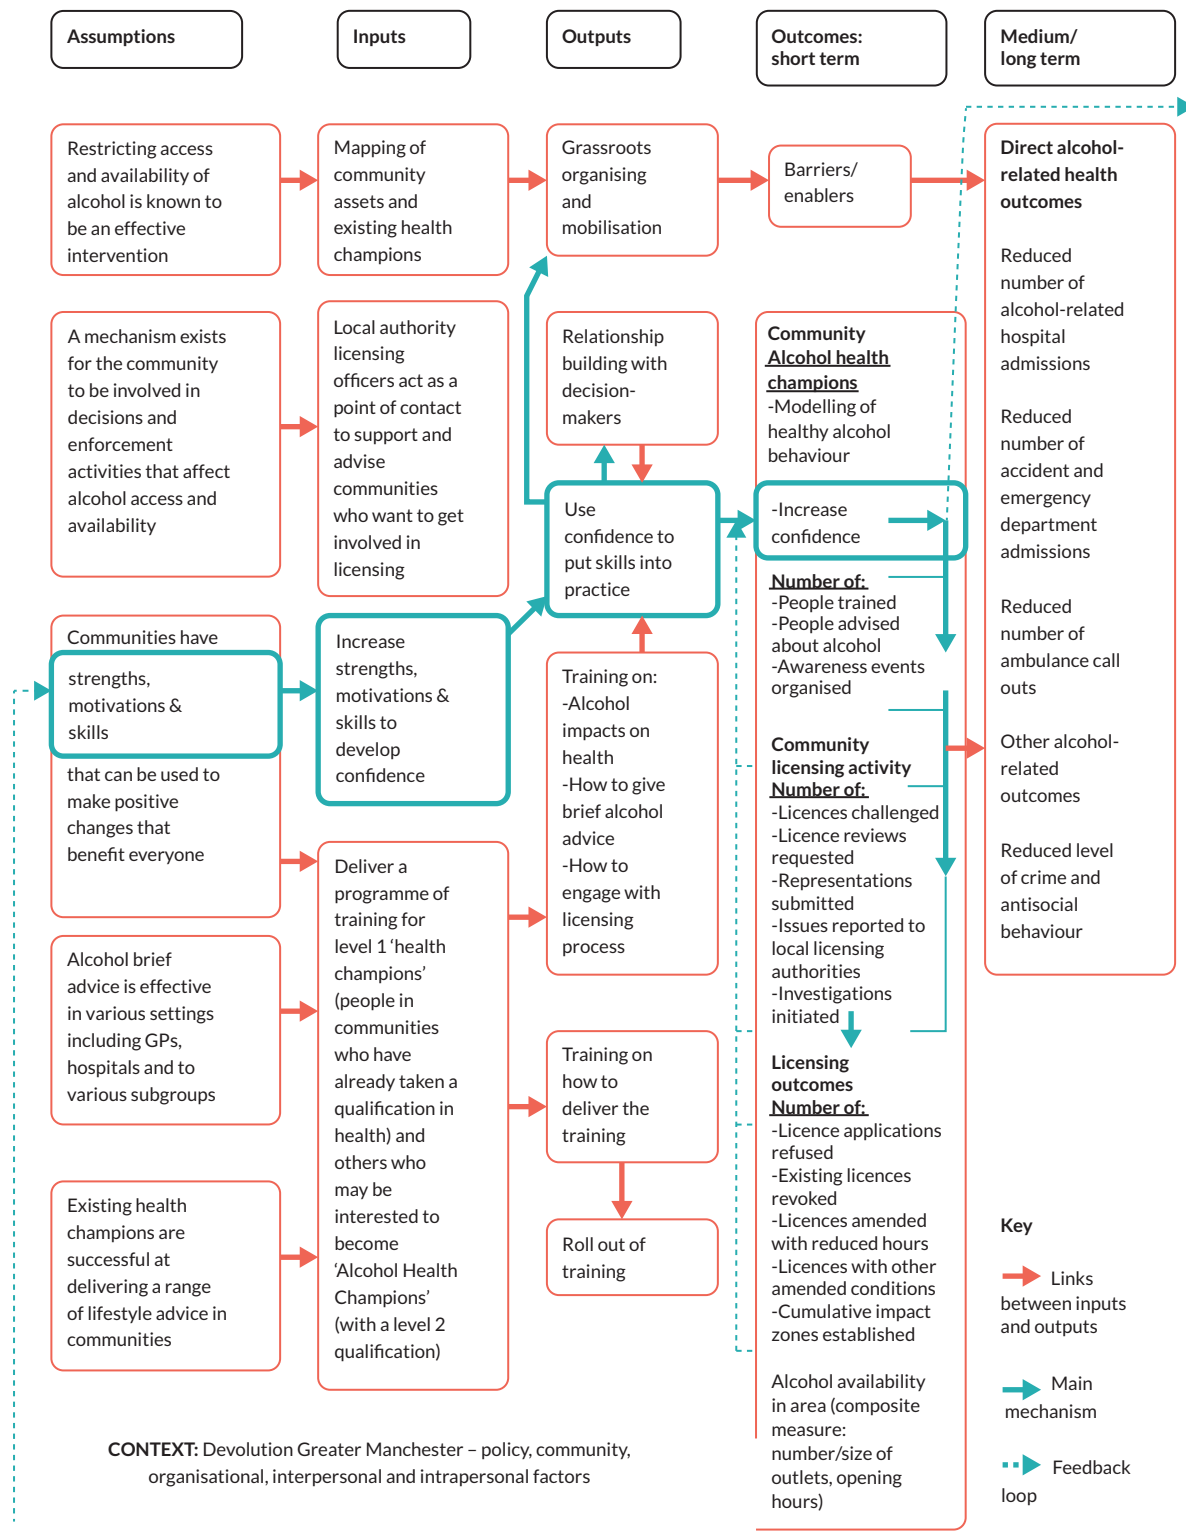 Assumptions
Inputs
Outputs
Outcomes:
short term
Medium/
long term
Restricting access
and availability of
alcohol is known to
be an effective
intervention
Mapping of
community
assets and
existing health
champions
Grassroots
organising
and
mobilisation
Barriers/
enablers
Direct alcohol-
related health
outcomes
Reduced
number of
alcohol-related
hospital
admissions
Reduced
number of
accident and
emergency
department
admissions
Reduced
number of
ambulance call
outs
Other alcohol-
related
outcomes
Reduced level
of crime and
antisocial
behaviour
A mechanism exists
for the community
to be involved in
decisions and
enforcement
activities that affect
alcohol access and
availability
Local authority
licensing
officers act as a
point of contact
to support and
advise
communities
who want to get
involved in
licensing
Relationship
building with
decision-
makers
Use
confidence to
put skills into
practice
Community
Alcohol health
champions
-Modelling of
healthy alcohol
behaviour
-Increase
confidence
Number of:
-People trained
-People advised
about alcohol
-Awareness events
organised
Community
licensing activity
Number of:
-Licences challenged
-Licence reviews
requested
-Representations
submitted
-Issues reported to
local licensing
authorities
-Investigations
initiated
Licensing
outcomes
Number of:
-Licence applications
refused
-Existing licences
revoked
-Licences amended
with reduced hours
-Licences with other
amended conditions
-Cumulative impact
zones established
Alcohol availability
in area (composite
measure:
number/size of
outlets, opening
hours)
Communities have
strengths,
motivations &
skills
that can be used to
make positive
changes that
benefit everyone
Increase
strengths,
motivations &
skills to
develop
confidence
Training on:
-Alcohol
impacts on
health
-How to give
brief alcohol
advice
-How to
engage with
licensing
process
Alcohol brief
advice is effective
in various settings
including GPs,
hospitals and to
various subgroups
Deliver a
programme of
training for
level 1 ‘health
champions’
(people in
communities
who have
already taken a
qualification in
health) and
others who
may be
interested to
become
‘Alcohol Health
Champions’
(with a level 2
qualification)
Training on
how to
deliver the
training
Roll out of
training
Existing health
champions are
successful at
delivering a range
of lifestyle advice in
communities
Key
Links
between inputs
and outputs
Main
mechanism
Feedback
loop
CONTEXT: Devolution Greater Manchester – policy, community,
organisational, interpersonal and intrapersonal factors